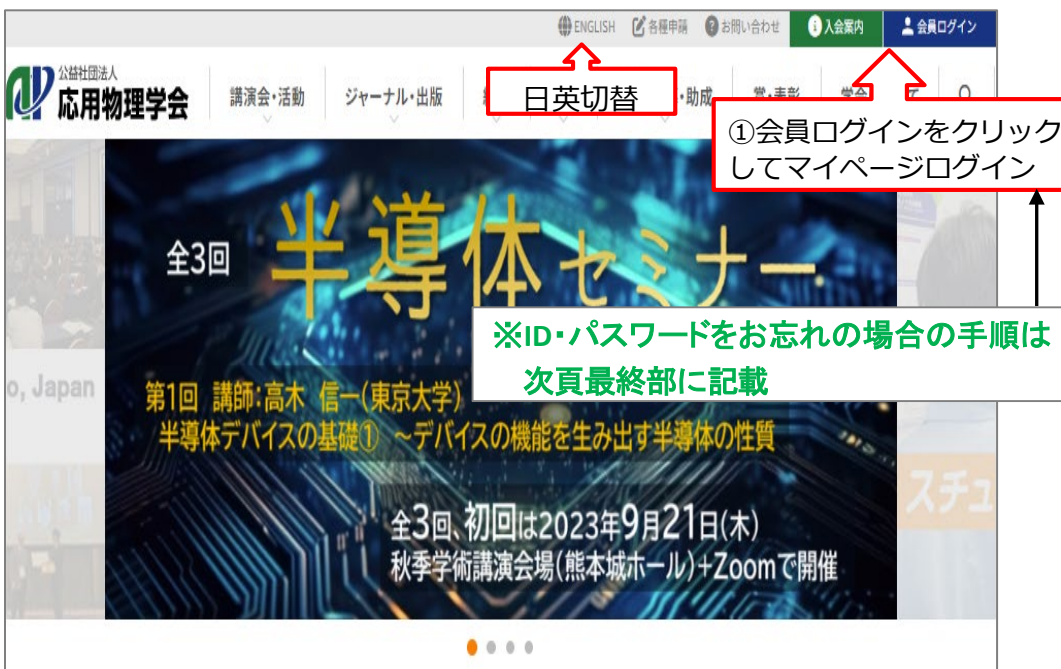 ENGLISH 各種申請 お問い合わせ 入会案内 会員ログイン
公益社団法人
応用物理学会
講演会・活動 ジャーナル・出版 ・助成 賞・表彰 学会 て
日英切替
①会員ログインをクリック
してマイページログイン
全3回 半導体セミナー
※ID・パスワードをお忘れの場合の手順は
次頁最終部に記載
o, Japan
第1回 講師:高木 信一(東京大学)
半導体デバイスの基礎① ~デバイスの機能を生み出す半導体の性質
スチュ
全3回、初回は2023年9月21日(木)
秋季学術講演会場(熊本城ホール)+Zoomで開催